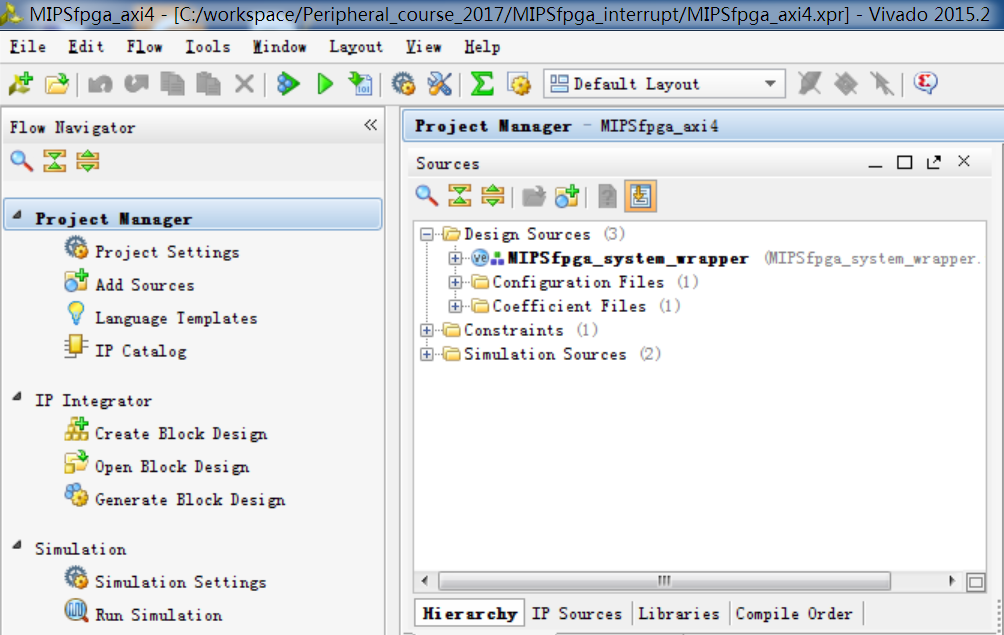 MIPSfpga_axi4 - [C:/workspace/Peripheral_course_2017/MIPSfpga_interrupt/MIPSfpga_axi4.xpr] - Vivado 2015.2
File Edit Flow Tools Window Layout View Help
Default Layout
Flow Navigator
Project Manager
Project Settings
Add Sources
Language Templates
IP Catalog
IP Integrator
Create Block Design
Open Block Design
Generate Block Design
Simulation
Simulation Settings
Run Simulation
Project Manager - MIPSfpga_axi4
Sources
Design Sources (3)
MIPSfpga_system_wrapper (MIPSfpga_system_wrapper.
Configuration Files (1)
Coefficient Files (1)
Constraints (1)
Simulation Sources (2)
Hierarchy IP Sources Libraries Compile Order